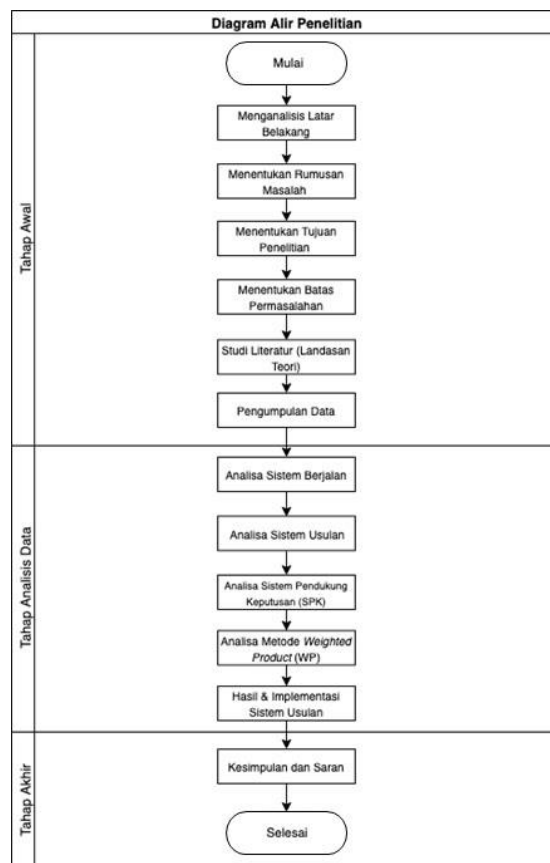 Diagram Alir Penelitian
Tahap Awal
Mulai
Menganalisis Latar
Belakang
Menentukan Rumusan
Masalah
Menentukan Tujuan
Penelitian
Menentukan Batas
Permasalahan
Studi Literatur (Landasan
Teori)
Pengumpulan Data
Tahap Analisis Data
Analisa Sistem Berjalan
Analisa Sistem Usulan
Analisa Sistem Pendukung
Keputusan (SPK)
Analisa Metode Weighted
Product (WP)
Hasil & Implementasi
Sistem Usulan
Tahap Akhir
Kesimpulan dan Saran
Selesai